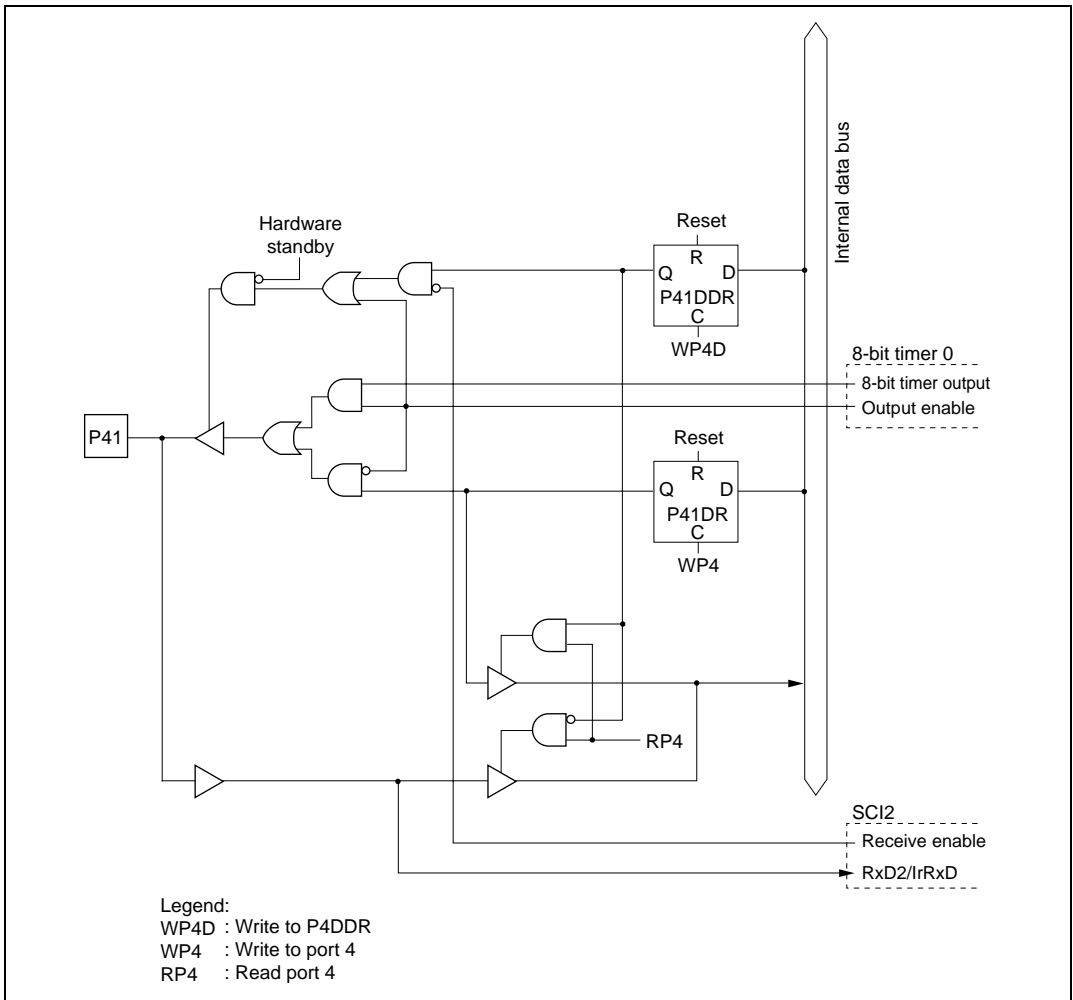 Internal data bus
Hardware
standby
Reset
R
Q D
P41DDR
C
WP4D
8-bit timer 0
8-bit timer output
Output enable
P41
Reset
R
Q D
P41DR
C
WP4
RP4
SCI2
Receive enable
RxD2/IrRxD
Legend:
WP4D : Write to P4DDR
WP4 : Write to port 4
RP4 : Read port 4